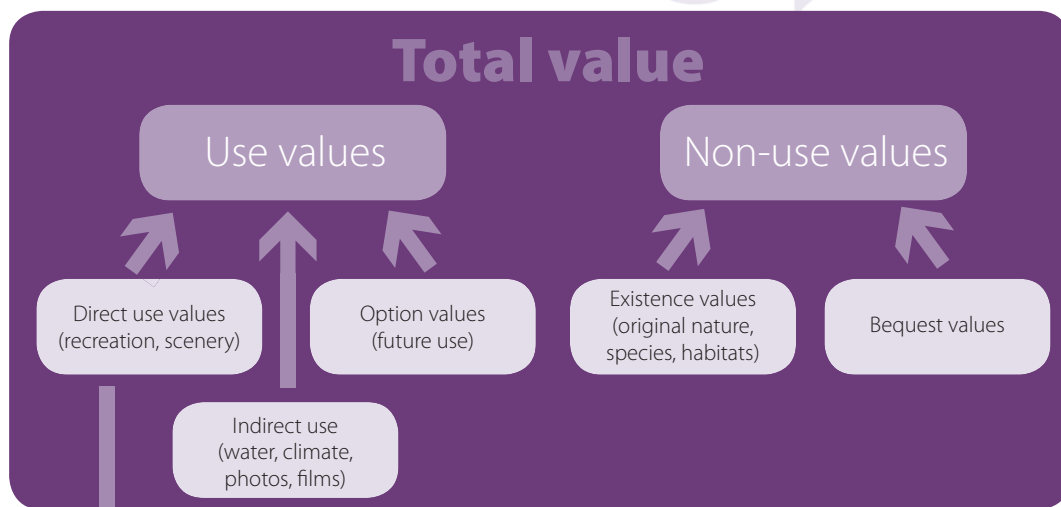 Total value
Use values
Non-use values
Direct use values
(recreation, scenery)
Option values
(future use)
Existence values
(original nature,
species, habitats)
Bequest values
Indirect use
(water, climate,
photos, films)